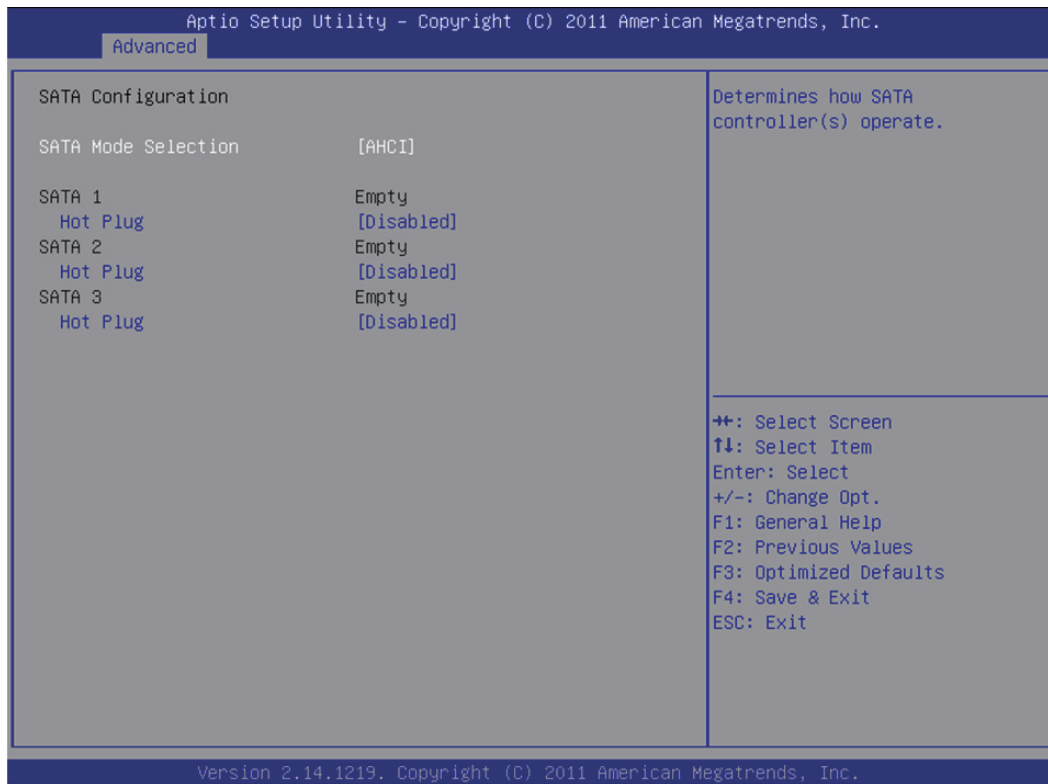 Aptio Setup Utility – Copyright (C) 2011 American Megatrends, Inc.
Advanced
SATA Configuration
SATA Mode Selection [AHCI]
SATA 1 Empty
Hot Plug [Disabled]
SATA 2 Empty
Hot Plug [Disabled]
SATA 3 Empty
Hot Plug [Disabled]
Determines how SATA
controller(s) operate.
→←: Select Screen
↑↓: Select Item
Enter: Select
+/-: Change Opt.
F1: General Help
F2: Previous Values
F3: Optimized Defaults
F4: Save & Exit
ESC: Exit
Version 2.14.1219. Copyright (C) 2011 American Megatrends, Inc.